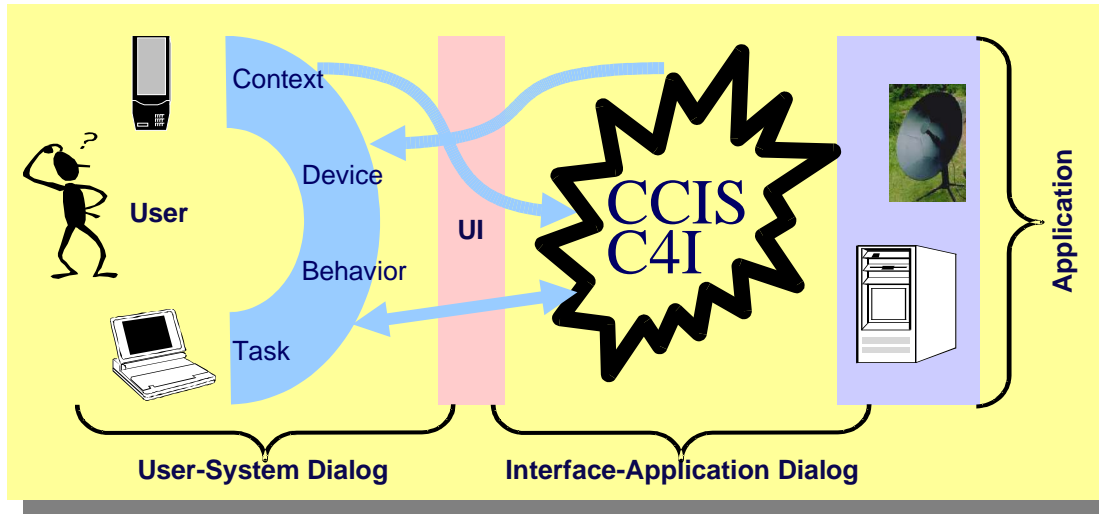 Context
?
User
Device
Behavior
Task
UI
CCIS
C4I
Application
User-System Dialog
Interface-Application Dialog